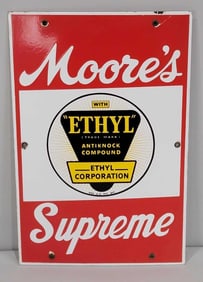 Moore's
WITH
"ETHYL"
(TRADE MARK)
ANTIKNOCK
COMPOUND
ETHYL
CORPORATION
Supreme